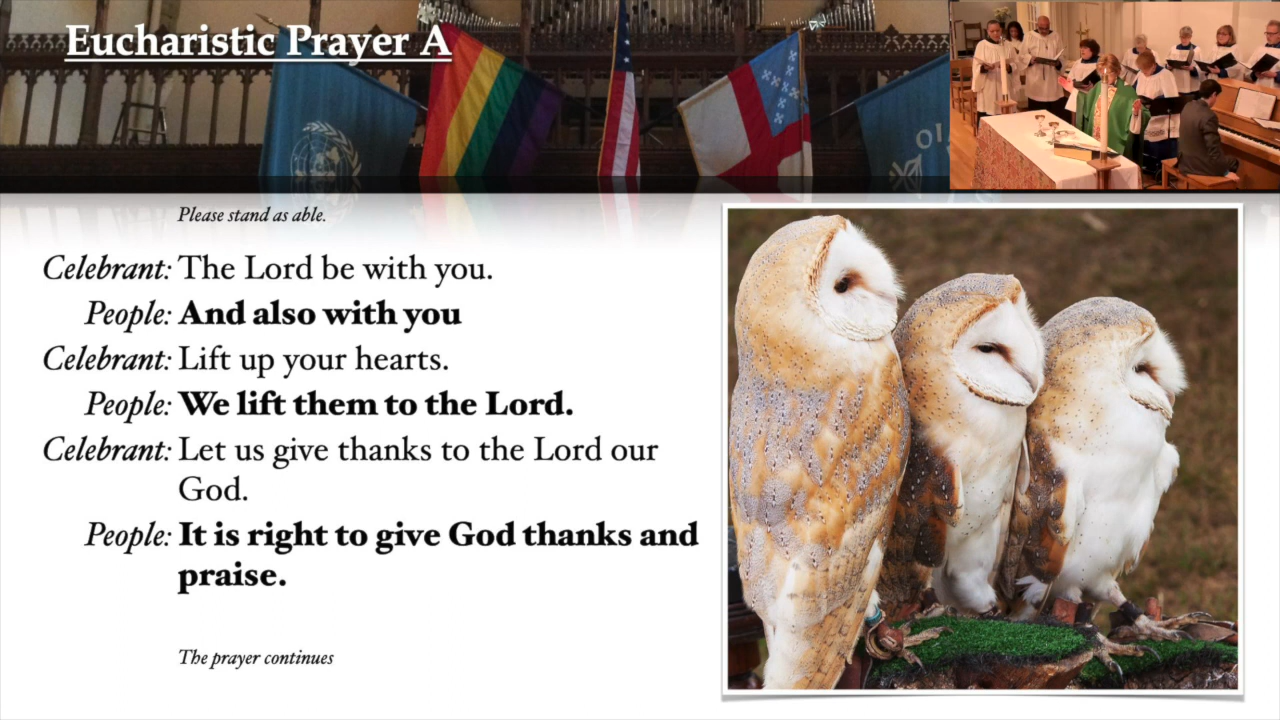 Eucharistic Prayer A
Please stand as able.
Celebrant: The Lord be with you.
People: And also with you
Celebrant: Lift up your hearts.
People: We lift them to the Lord.
Celebrant: Let us give thanks to the Lord our
God.
People: It is right to give God thanks and
praise.
The prayer continues